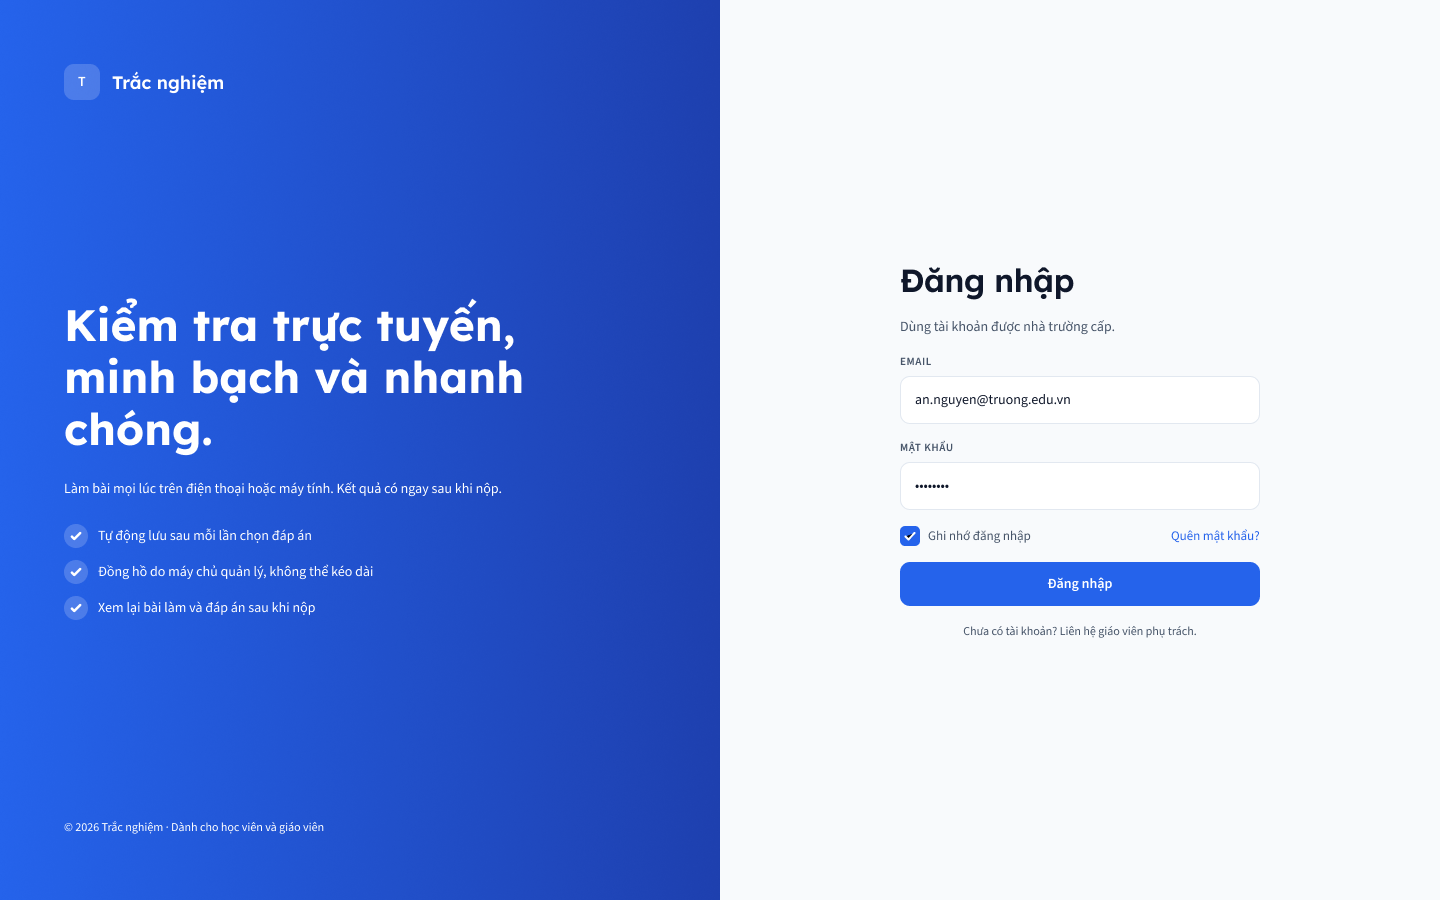 T
Trắc nghiệm
Kiểm tra trực tuyến,
minh bạch và nhanh
chóng.
Làm bài mọi lúc trên điện thoại hoặc máy tính. Kết quả có ngay sau khi nộp.
Tự động lưu sau mỗi lần chọn đáp án
Đồng hồ do máy chủ quản lý, không thể kéo dài
Xem lại bài làm và đáp án sau khi nộp
© 2026 Trắc nghiệm · Dành cho học viên và giáo viên
Đăng nhập
Dùng tài khoản được nhà trường cấp.
EMAIL
an.nguyen@truong.edu.vn
MẬT KHẨU
••••••••
Ghi nhớ đăng nhập
Quên mật khẩu?
Đăng nhập
Chưa có tài khoản? Liên hệ giáo viên phụ trách.